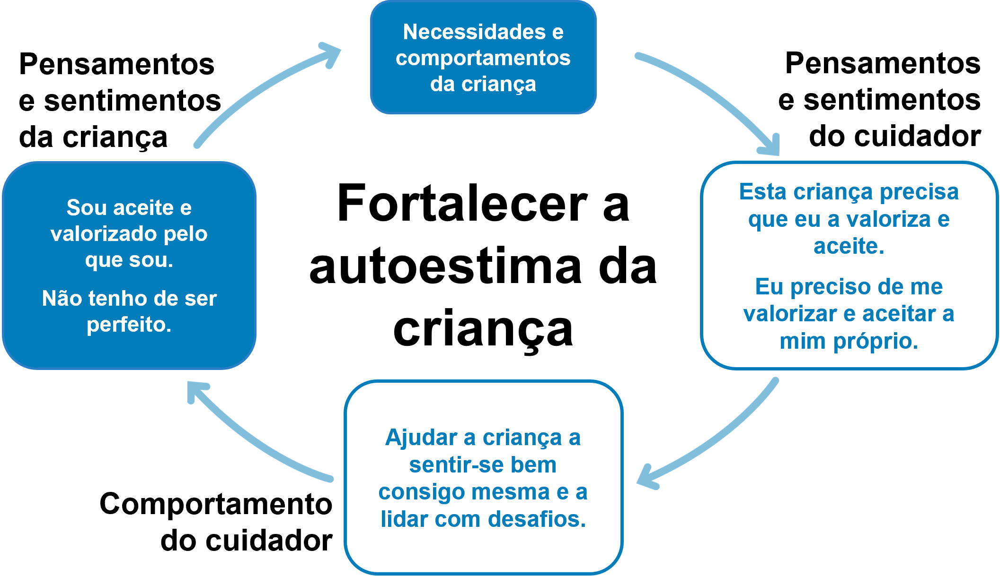 Necessidades e
comportamentos
da criança
Pensamentos
e sentimentos
do cuidador
Esta criança precisa
que eu a valoriza e
aceite.
Eu preciso de me
valorizar e aceitar a
mim próprio.
Ajudar a criança a
sentir-se bem
consigo mesma e a
lidar com desafios.
Comportamento
do cuidador
Pensamentos
e sentimentos
da criança
Sou aceite e
valorizado pelo
que sou.
Não tenho de ser
perfeito.
Fortalecer a
autoestima da
criança